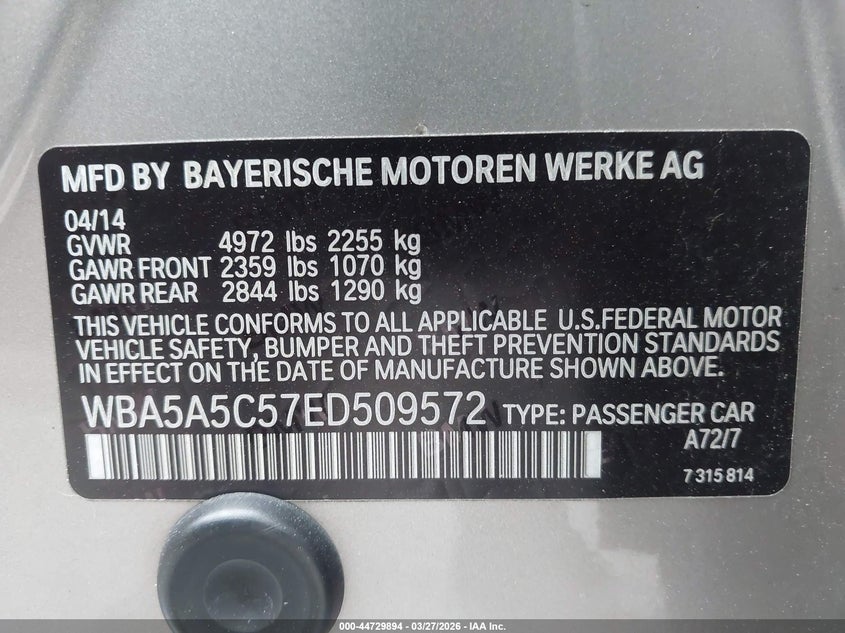 MFD BY BAYERISCHE MOTOREN WERKE AG
04/14
GVWR 4972 lbs 2255 kg
GAWR FRONT 2359 lbs 1070 kg
GAWR REAR 2844 lbs 1290 kg
THIS VEHICLE CONFORMS TO ALL APPLICABLE U.S.FEDERAL MOTOR
VEHICLE SAFETY, BUMPER AND THEFT PREVENTION STANDARDS
IN EFFECT ON THE DATE OF MANUFACTURE SHOWN ABOVE.
WBA5A5C57ED509572 TYPE: PASSENGER CAR
A72/7
7 315 814
000-44729894 | 03/27/2026 - IAA Inc.